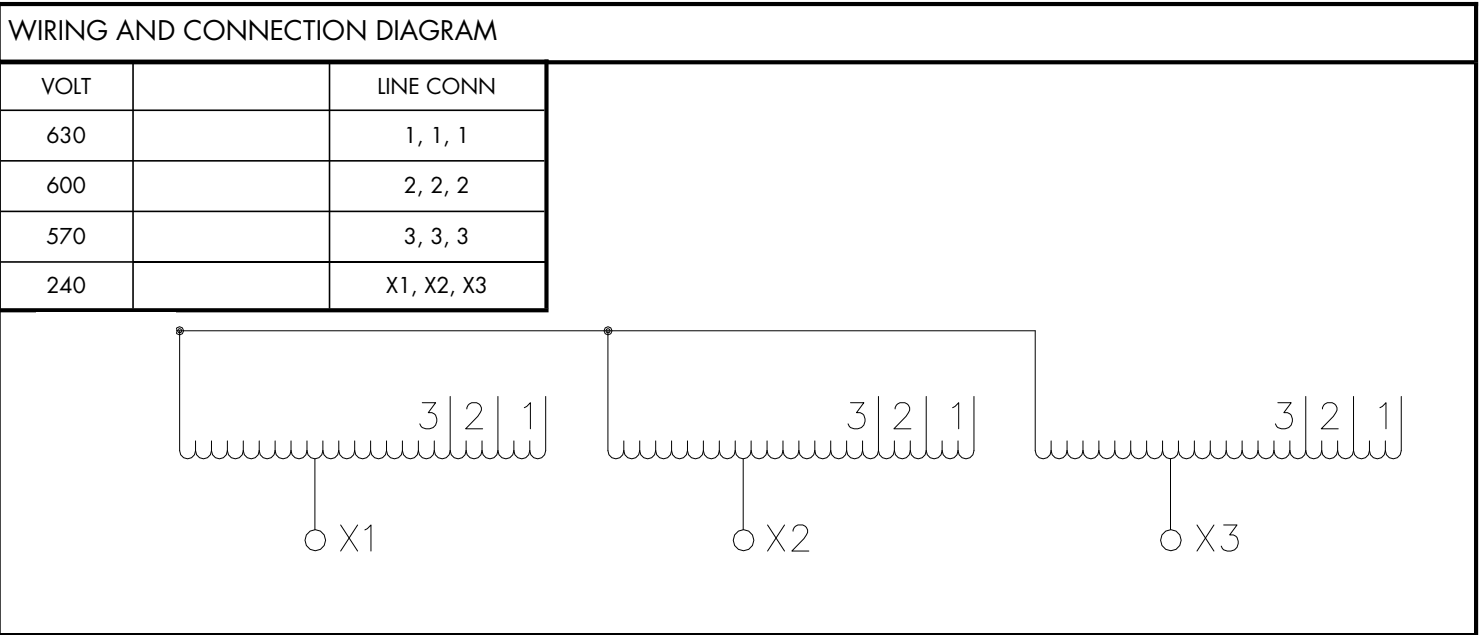 WIRING AND CONNECTION DIAGRAM
VOLT LINE CONN
630 1, 1, 1
600 2, 2, 2
570 3, 3, 3
240 X1, X2, X3
3 2 1 3 2 1 3 2 1
X1 X2 X3